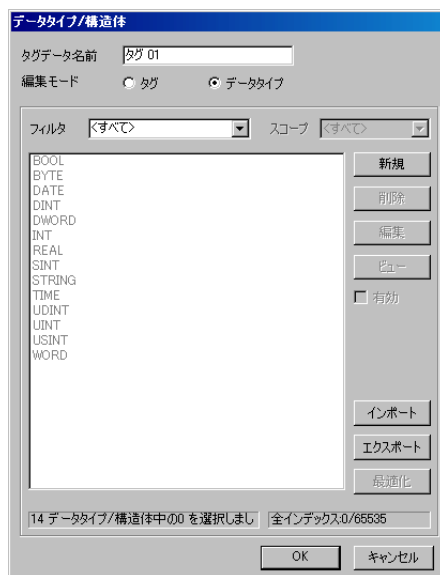 データタイプ/構造体
タグデータ名前 タグ 01
編集モード タグ データタイプ
フィルタ <すべて> スコープ <すべて>
BOOL
BYTE
DATE
DINT
DWORD
INT
REAL
SINT
STRING
TIME
UDINT
UINT
USINT
WORD
新規
削除
編集
ビュー
有効
インポート
エクスポート
最適化
14 データタイプ/構造体中の0 を選択しまし 全インデックス:0/65535
OK キャンセル